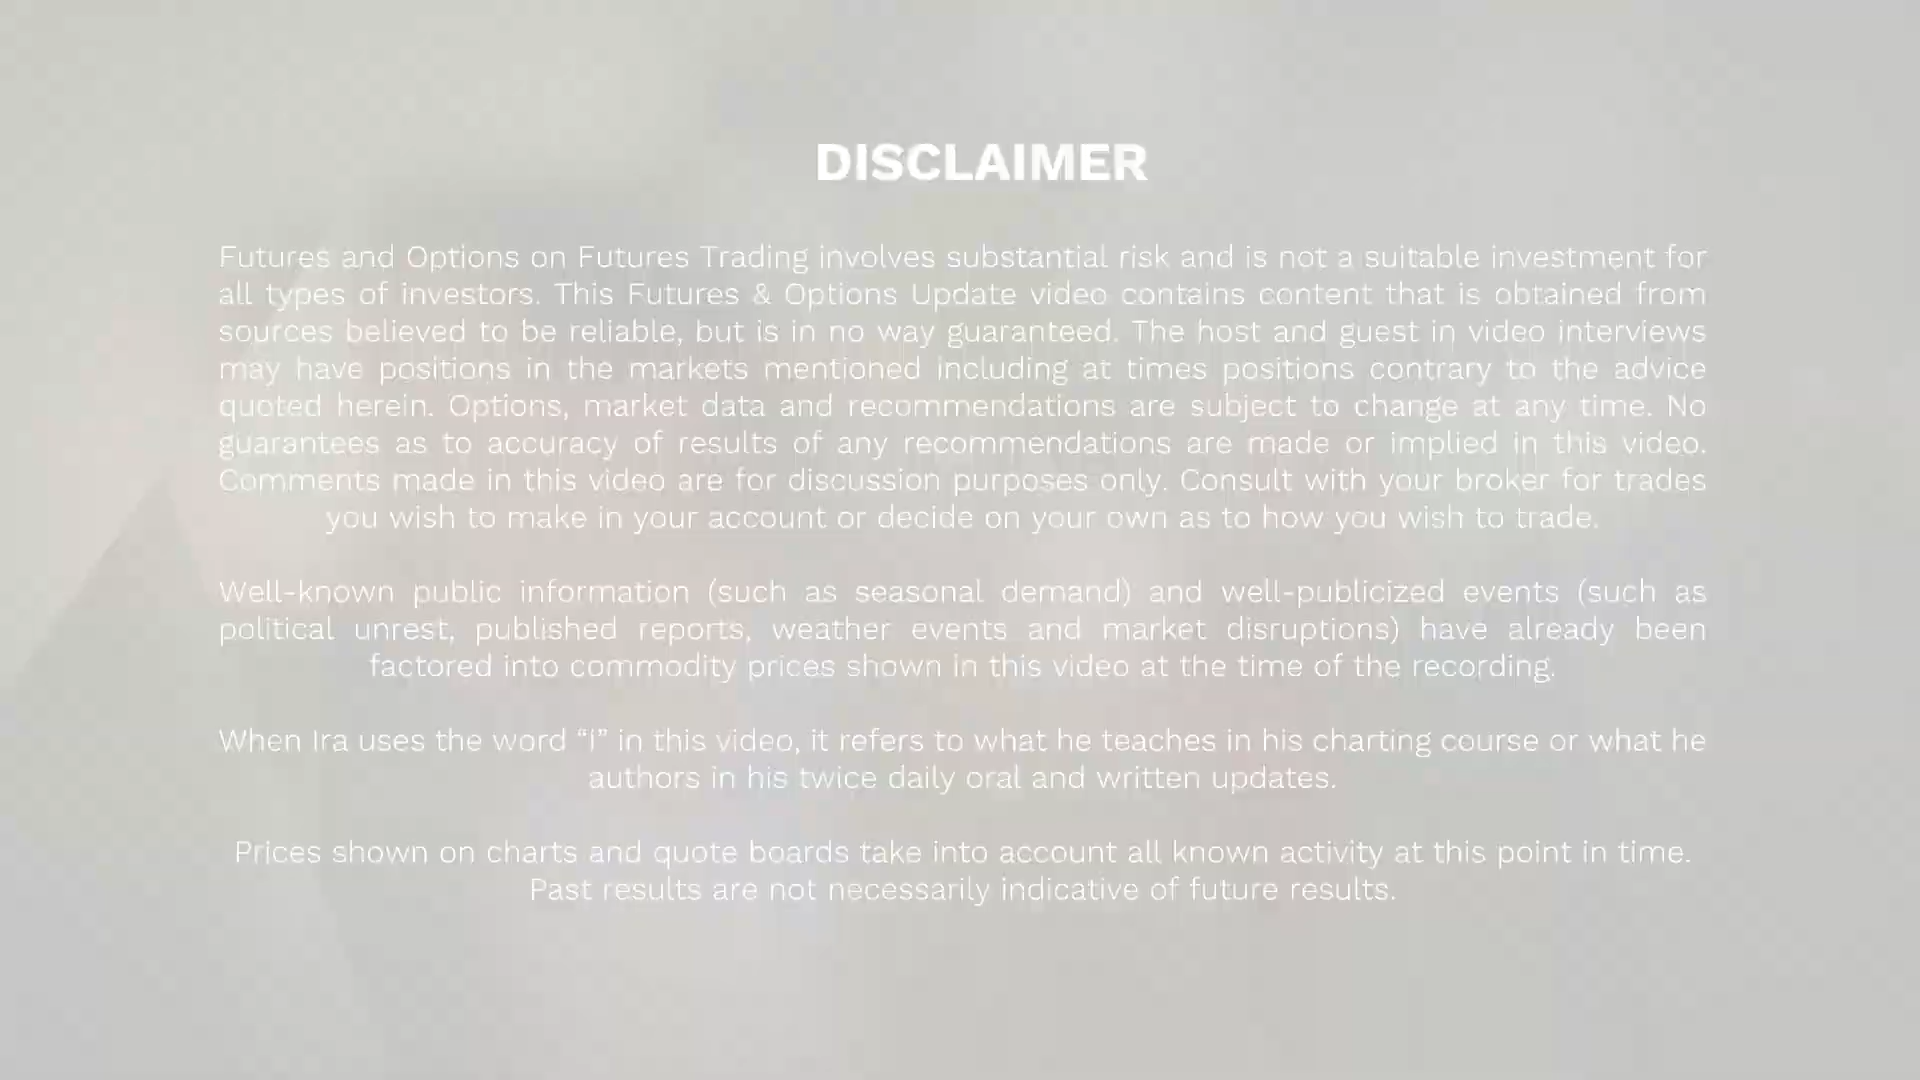 DISCLAIMER
Futures and Options on Futures Trading involves substantial risk and is not a suitable investment for
all types of investors. This Futures & Options Update video contains content that is obtained from
sources believed to be reliable, but is in no way guaranteed. The host and guest in video interviews
may have positions in the markets mentioned including at times positions contrary to the advice
quoted herein. Options, market data and recommendations are subject to change at any time. No
guarantees as to accuracy of results of any recommendations are made or implied in this video.
Comments made in this video are for discussion purposes only. Consult with your broker for trades
you wish to make in your account or decide on your own as to how you wish to trade.
Well-known public information (such as seasonal demand) and well-publicized events (such as
political unrest, published reports, weather events and market disruptions) have already been
factored into commodity prices shown in this video at the time of the recording.
When Ira uses the word “I” in this video, it refers to what he teaches in his charting course or what he
authors in his twice daily oral and written updates.
Prices shown on charts and quote boards take into account all known activity at this point in time.
Past results are not necessarily indicative of future results.